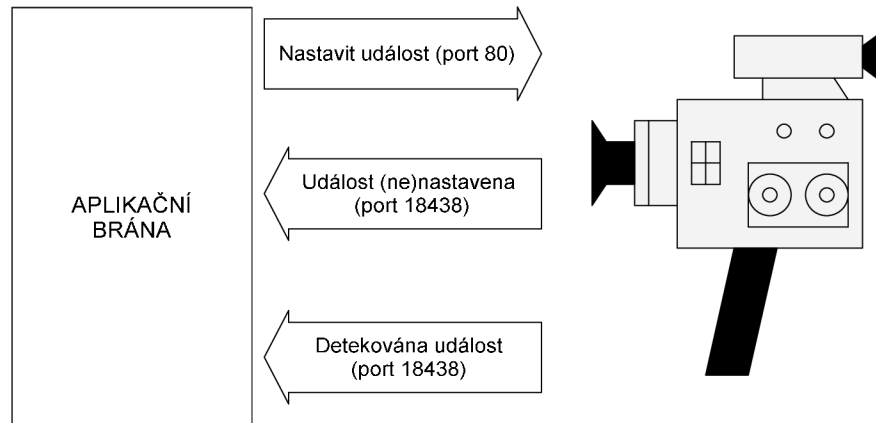 Nastavit událost (port 80)
APLIKAČNÍ
BRÁNA
Událost (ne)nastavena
(port 18438)
Detekována událost
(port 18438)